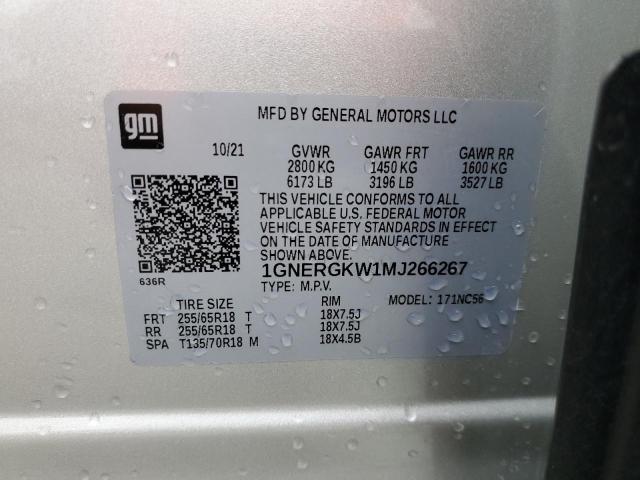 gm
MFD BY GENERAL MOTORS LLC
10/21 GVWR GAWR FRT GAWR RR
2800 KG 1450 KG 1600 KG
6173 LB 3196 LB 3527 LB
THIS VEHICLE CONFORMS TO ALL
APPLICABLE U.S. FEDERAL MOTOR
VEHICLE SAFETY STANDARDS IN EFFECT
ON THE DATE OF MANUFACTURE
SHOWN ABOVE.
636R
1GNERGKW1MJ266267
TYPE: M.P.V. MODEL: 171NC56
TIRE SIZE RIM
FRT 255/65R18 T 18X7.5J
RR 255/65R18 T 18X7.5J
SPA T135/70R18 M 18X4.5B